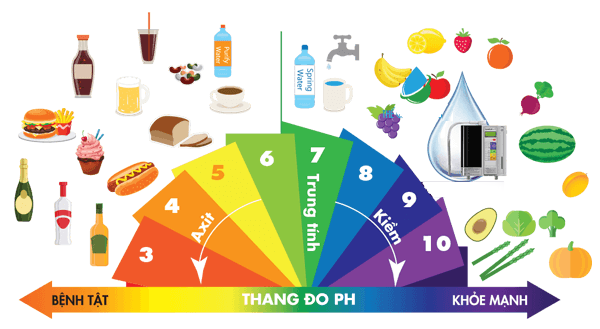 Purity Water
Spring Water
3
4
5
6
7
8
9
10
Axit
Trung tính
Kiềm
BỆNH TẬT
THANG ĐO PH
KHỎE MẠNH